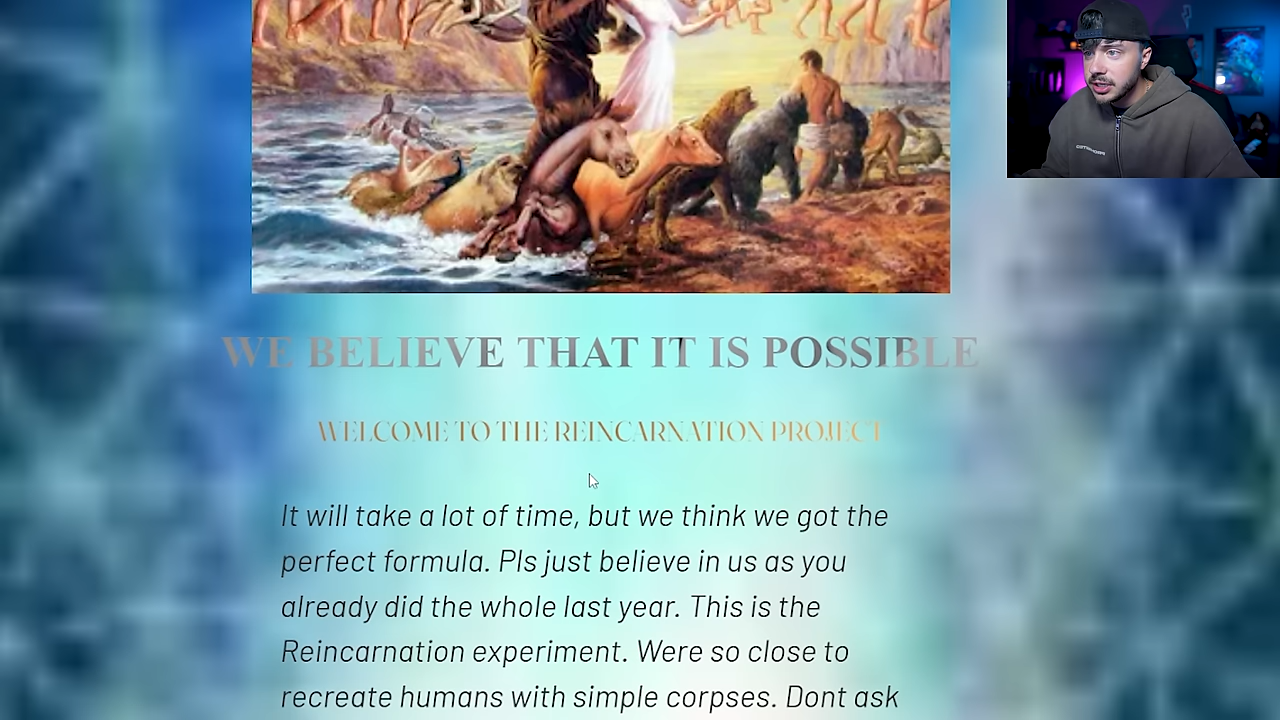 WE BELIEVE THAT IT IS POSSIBLE
WELCOME TO THE REINCARNATION PROJECT
It will take a lot of time, but we think we got the
perfect formula. Pls just believe in us as you
already did the whole last year. This is the
Reincarnation experiment. Were so close to
recreate humans with simple corpses. Dont ask